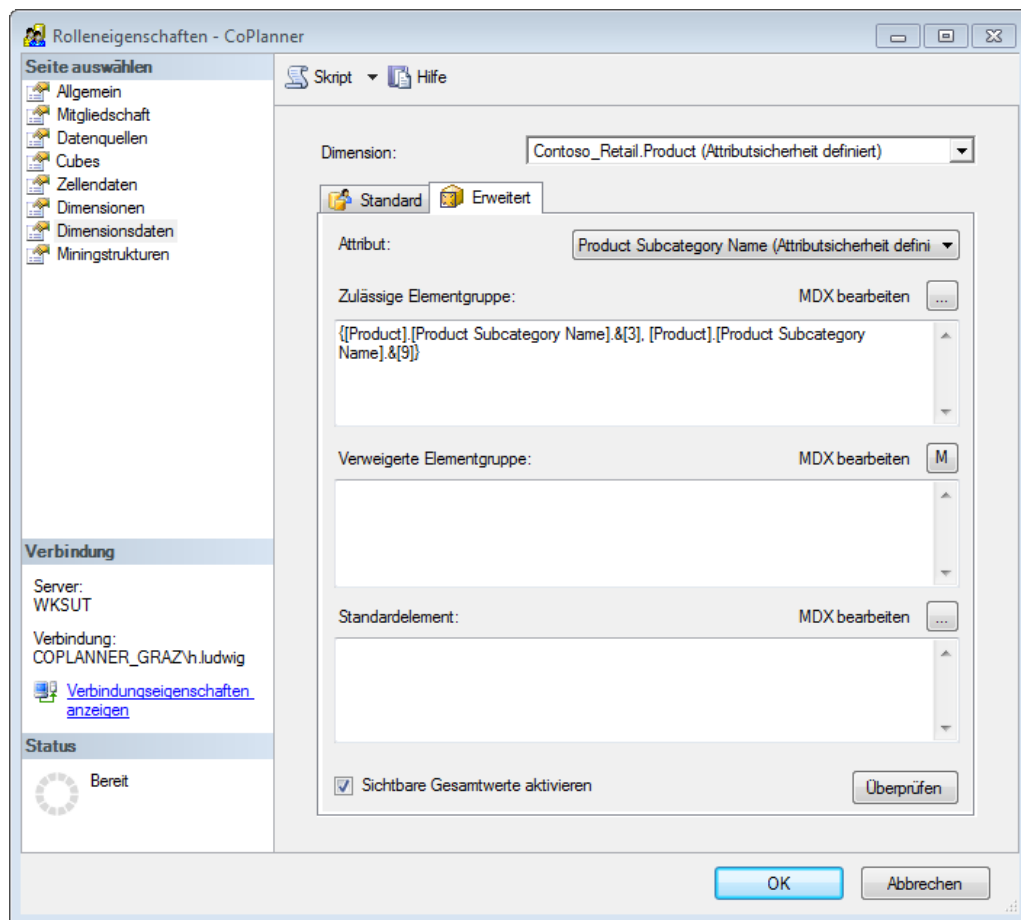 Rolleneigenschaften - CoPlanner
Seite auswählen
Allgemein
Mitgliedschaft
Datenquellen
Cubes
Zellendaten
Dimensionen
Dimensionsdaten
Miningstrukturen
Verbindung
Server:
WKSUT
Verbindung:
COPLANNER_GRAZ\h.ludwig
Verbindungseigenschaften
anzeigen
Status
Bereit
Skript Hilfe
Dimension: Contoso_Retail.Product (Attributsicherheit definiert)
Standard Erweitert
Attribut: Product Subcategory Name (Attributsicherheit defini
Zulässige Elementgruppe: MDX bearbeiten ...
{[Product].[Product Subcategory Name].&[3], [Product].[Product Subcategory
Name].&[9]}
Verweigerte Elementgruppe: MDX bearbeiten M
Standardelement: MDX bearbeiten ...
Sichtbare Gesamtwerte aktivieren Überprüfen
OK Abbrechen